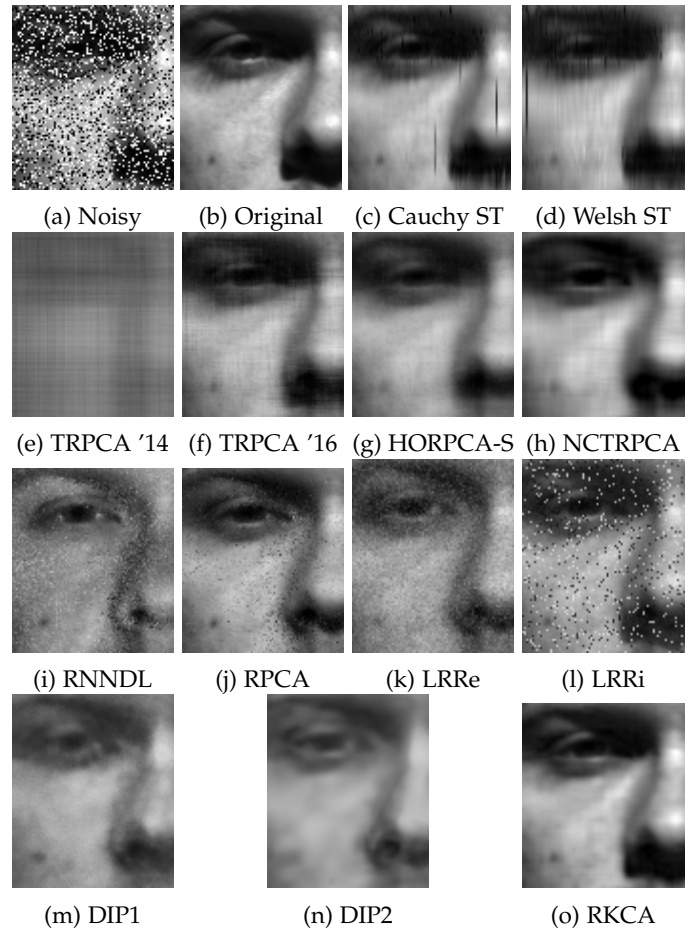 (a) Noisy (b) Original (c) Cauchy ST (d) Welsh ST
(e) TRPCA ’14 (f) TRPCA ’16 (g) HORPCA-S (h) NCTRPCA
(i) RNNDL (j) RPCA (k) LRRe (l) LRRi
(m) DIP1 (n) DIP2 (o) RKCA